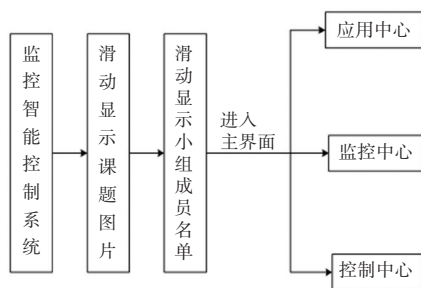 监控智能控制系统
滑动显示课题图片
滑动显示小组成员名单
进入
主界面
应用中心
监控中心
控制中心